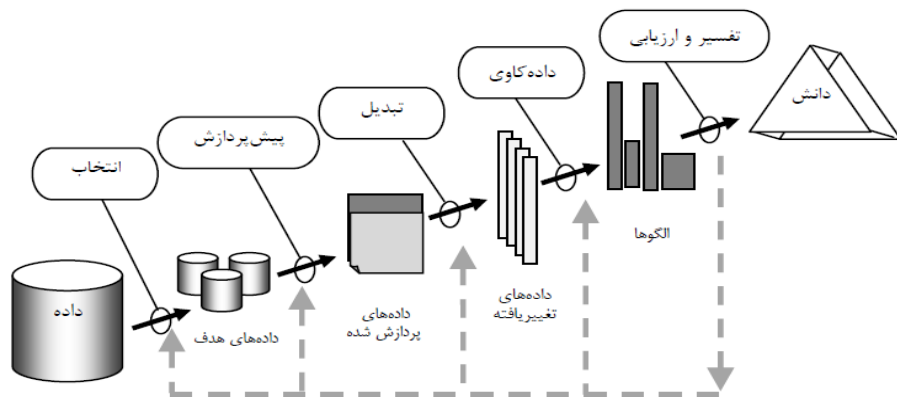 تفسیر و ارزیابی
داده‌کاوی
تبدیل
پیش‌پردازش
انتخاب
دانش
الگوها
داده‌های
تغییریافته
داده‌های
پردازش شده
داده‌های هدف
داده